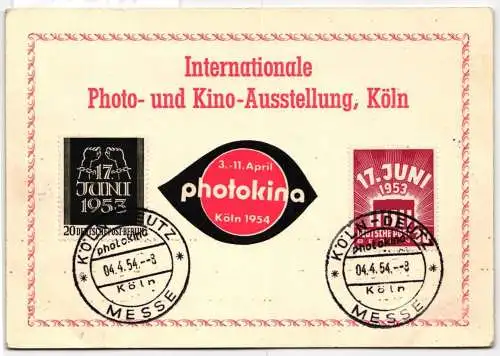 Internationale
Photo- und Kino-Ausstellung, Köln
17.
JUNI
1953
20 DEUTSCHE POST BERLIN
3.-11. April
photokina
Köln 1954
17. JUNI
1953
DEUTSCHE POST
KÖLN-DEUTZ
photokina
04.4.54.--8
Köln
MESSE
KÖLN-DEUTZ
photokina
04.4.54.--8
Köln
MESSE